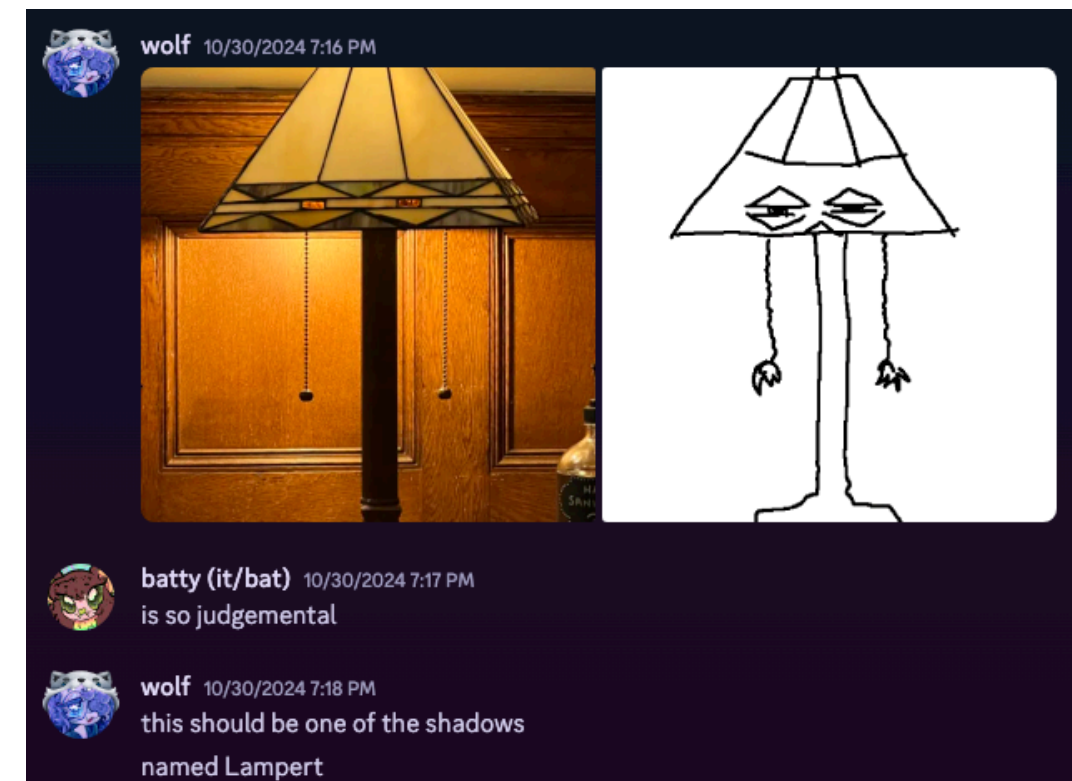 wolf 10/30/2024 7:16 PM
batty (it/bat) 10/30/2024 7:17 PM
is so judgemental
wolf 10/30/2024 7:18 PM
this should be one of the shadows
named Lampert